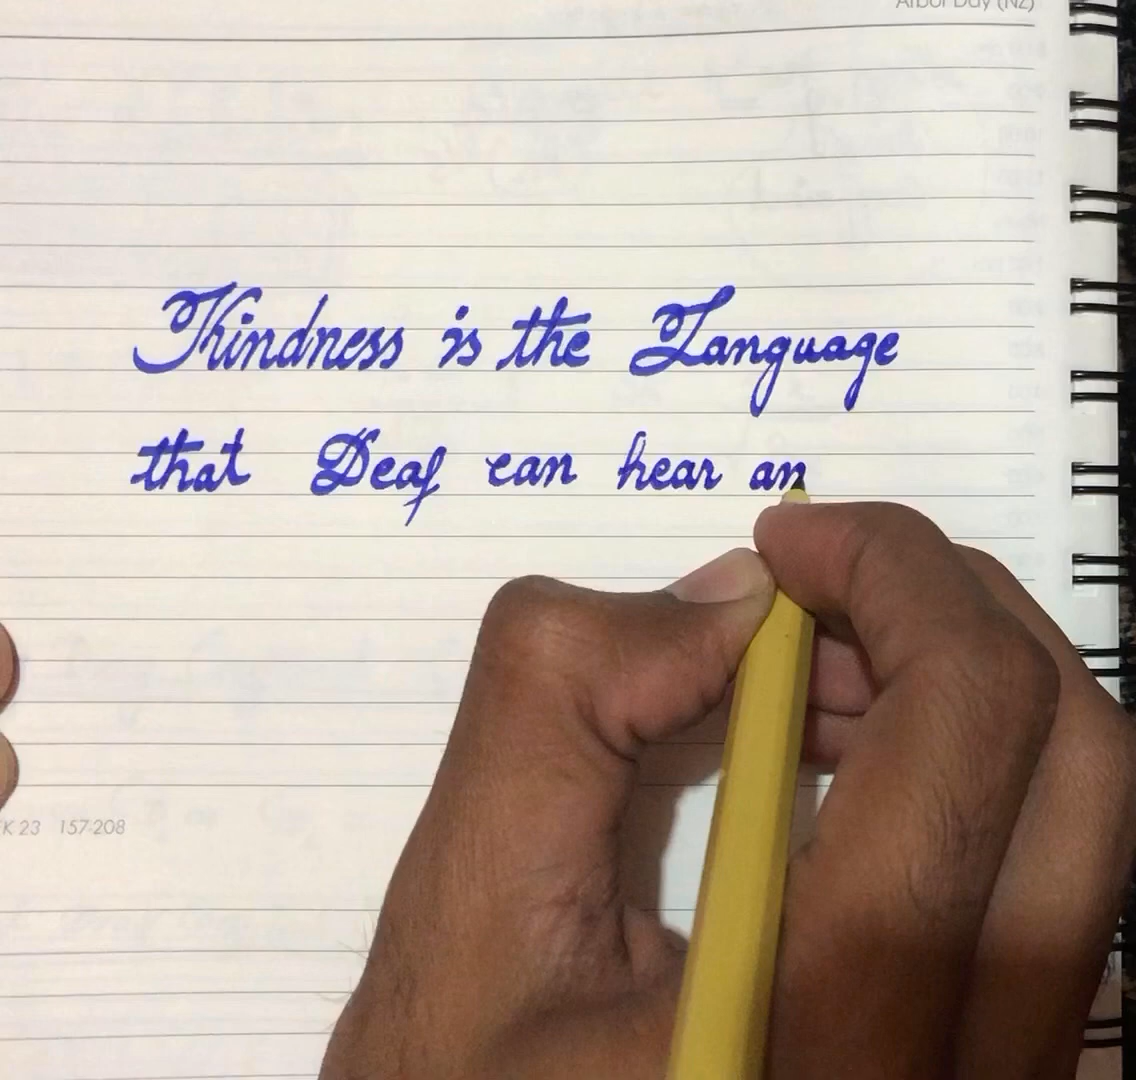 Arbor Day (NZ)
Kindness is the Language
that Deaf can hear an
K 23 157-208